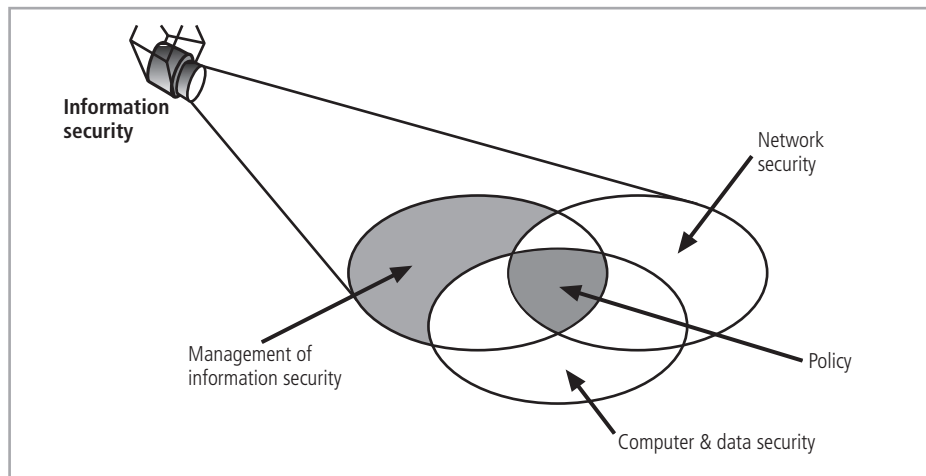 Information
security
Network
security
Management of
information security
Policy
Computer & data security